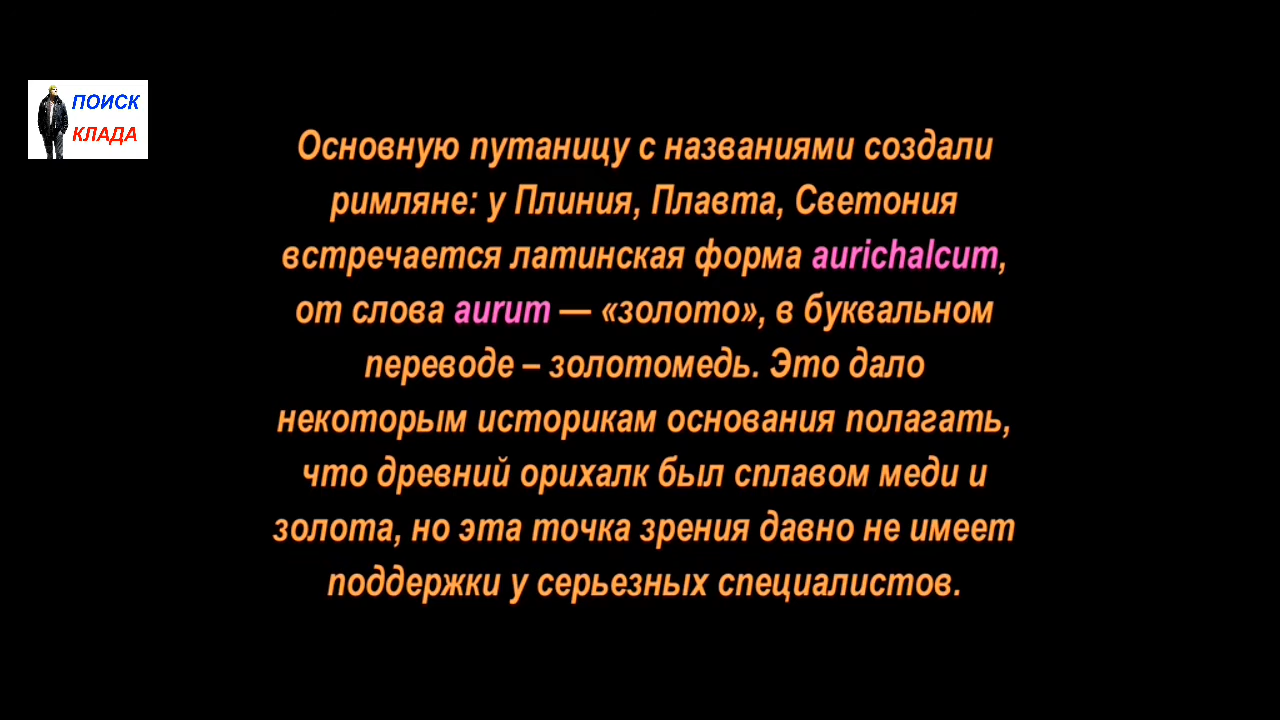 ПОИСК
КЛАДА
Основную путаницу с названиями создали
римляне: у Плиния, Плавта, Светония
встречается латинская форма aurichalcum,
от слова aurum — «золото», в буквальном
переводе – золотомедь. Это дало
некоторым историкам основания полагать,
что древний орихалк был сплавом меди и
золота, но эта точка зрения давно не имеет
поддержки у серьезных специалистов.